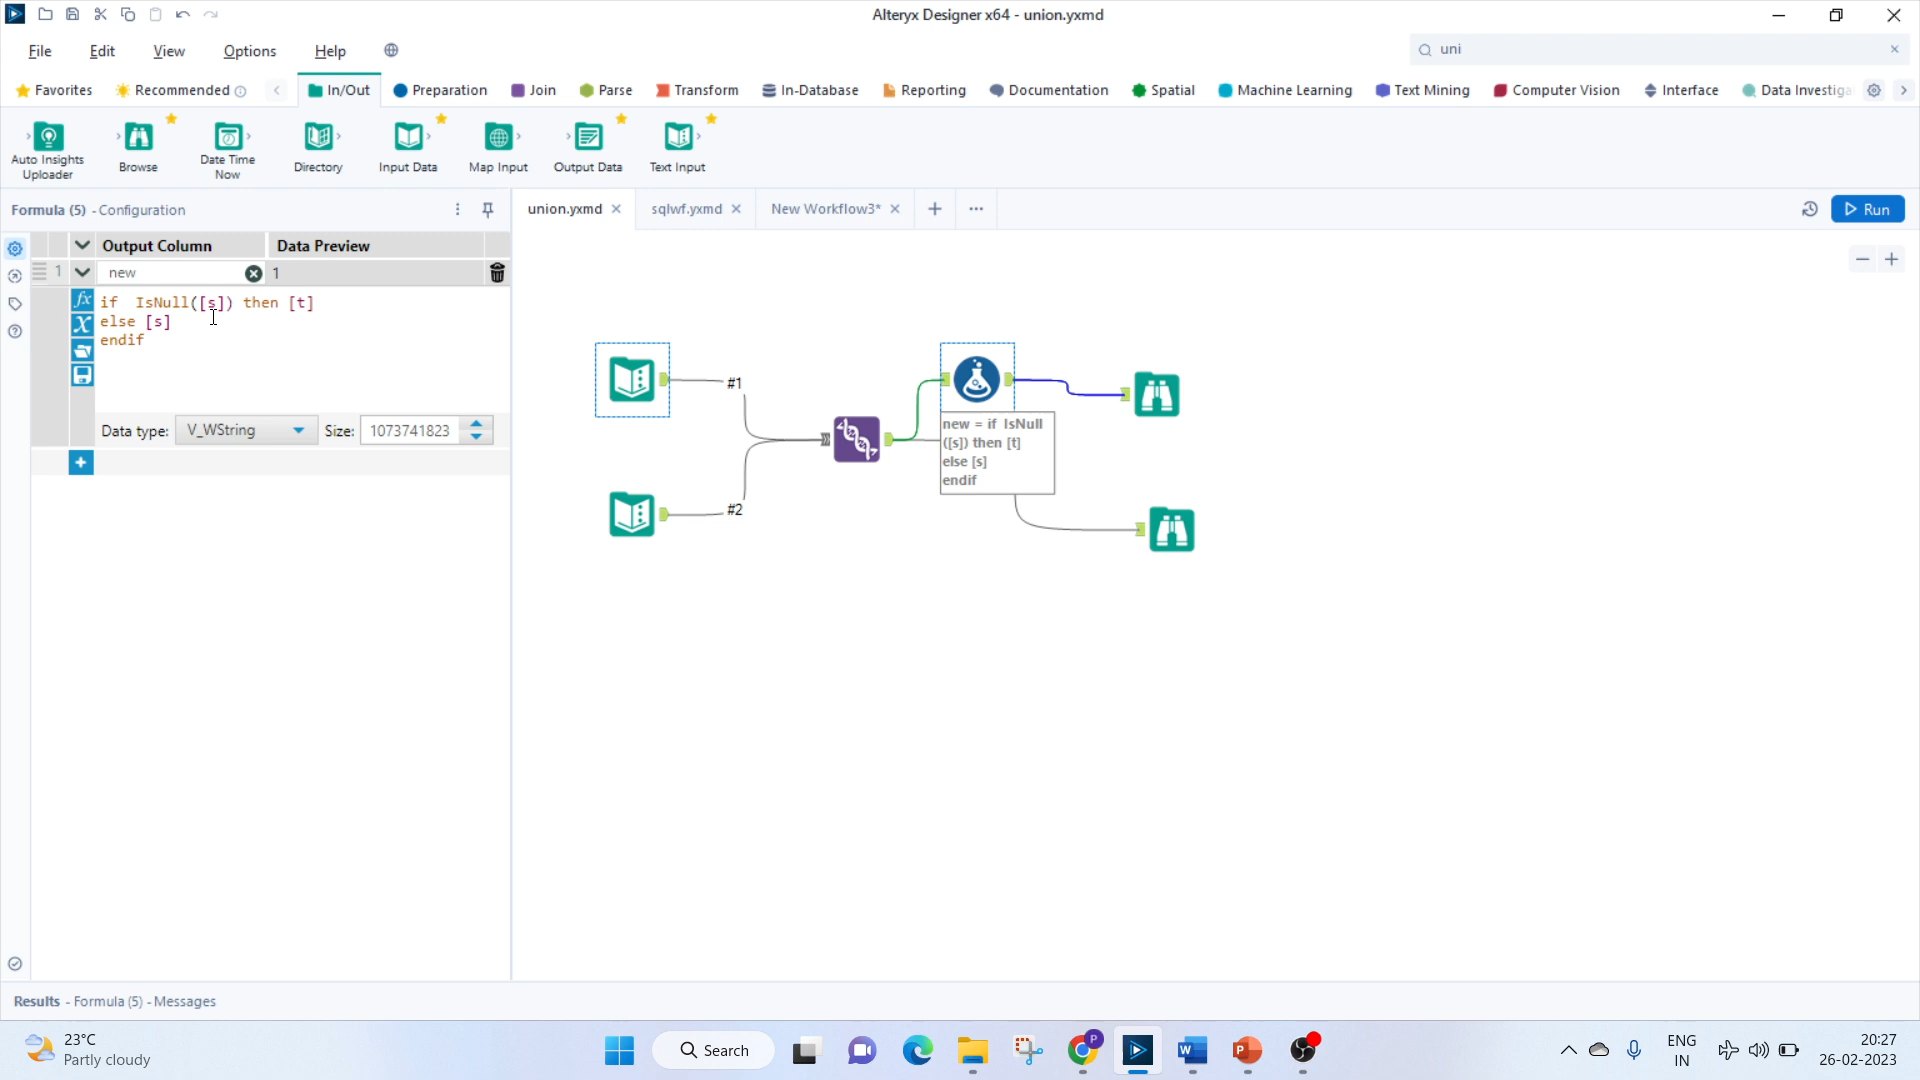 Alteryx Designer x64 - union.yxmd
File Edit View Options Help
uni
Favorites Recommended In/Out Preparation Join Parse Transform In-Database Reporting Documentation Spatial Machine Learning Text Mining Computer Vision Interface Data Investiga
Auto Insights Uploader
Browse
Date Time Now
Directory
Input Data
Map Input
Output Data
Text Input
Formula (5) - Configuration
union.yxmd sqlwf.yxmd New Workflow3*
Run
Output Column Data Preview
1 new 1
if  IsNull([s]) then [t]
else [s]
endif
Data type: V_WString Size: 1073741823
#1
#2
new = if IsNull
([s]) then [t]
else [s]
endif
Results - Formula (5) - Messages
23°C
Partly cloudy
Search
P
ENG
IN
20:27
26-02-2023